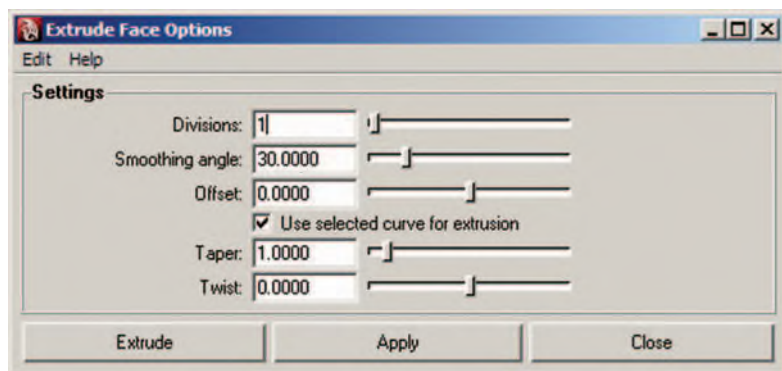 Extrude Face Options
Edit Help
Settings
Divisions: 1
Smoothing angle: 30.0000
Offset: 0.0000
Use selected curve for extrusion
Taper: 1.0000
Twist: 0.0000
Extrude Apply Close